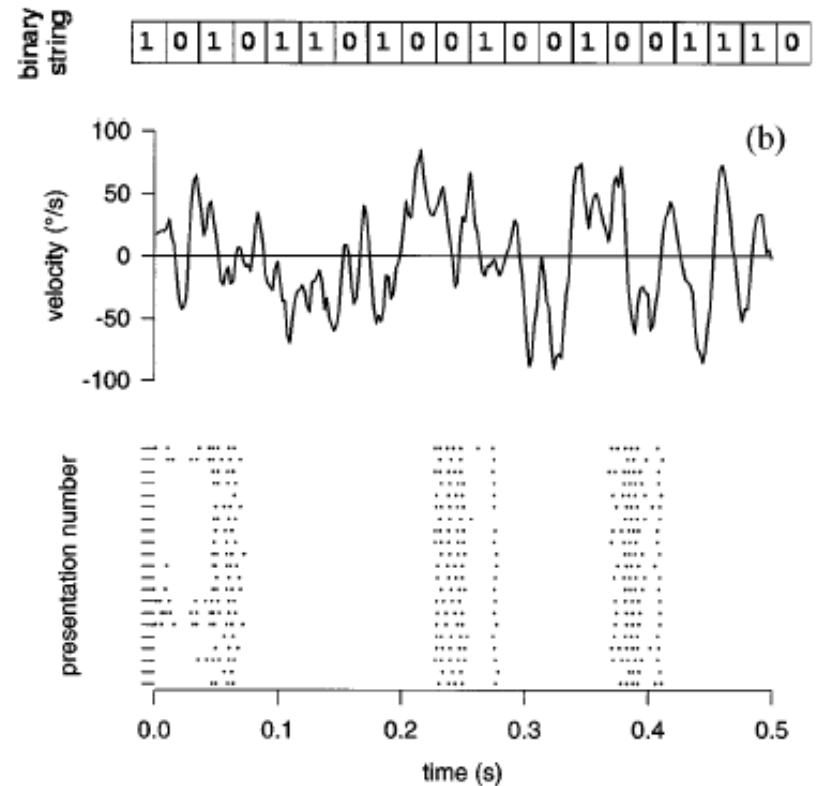 binary
string
1 0 1 0 1 1 0 1 0 0 1 0 0 1 0 0 1 1 1 0
(b)
velocity (°/s)
100
50
0
-50
-100
presentation number
0.0 0.1 0.2 0.3 0.4 0.5
time (s)